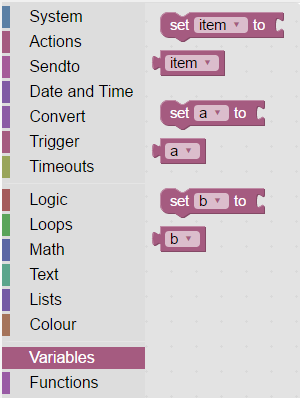 System
Actions
Sendto
Date and Time
Convert
Trigger
Timeouts
Logic
Loops
Math
Text
Lists
Colour
Variables
Functions
set item to
item
set a to
a
set b to
b